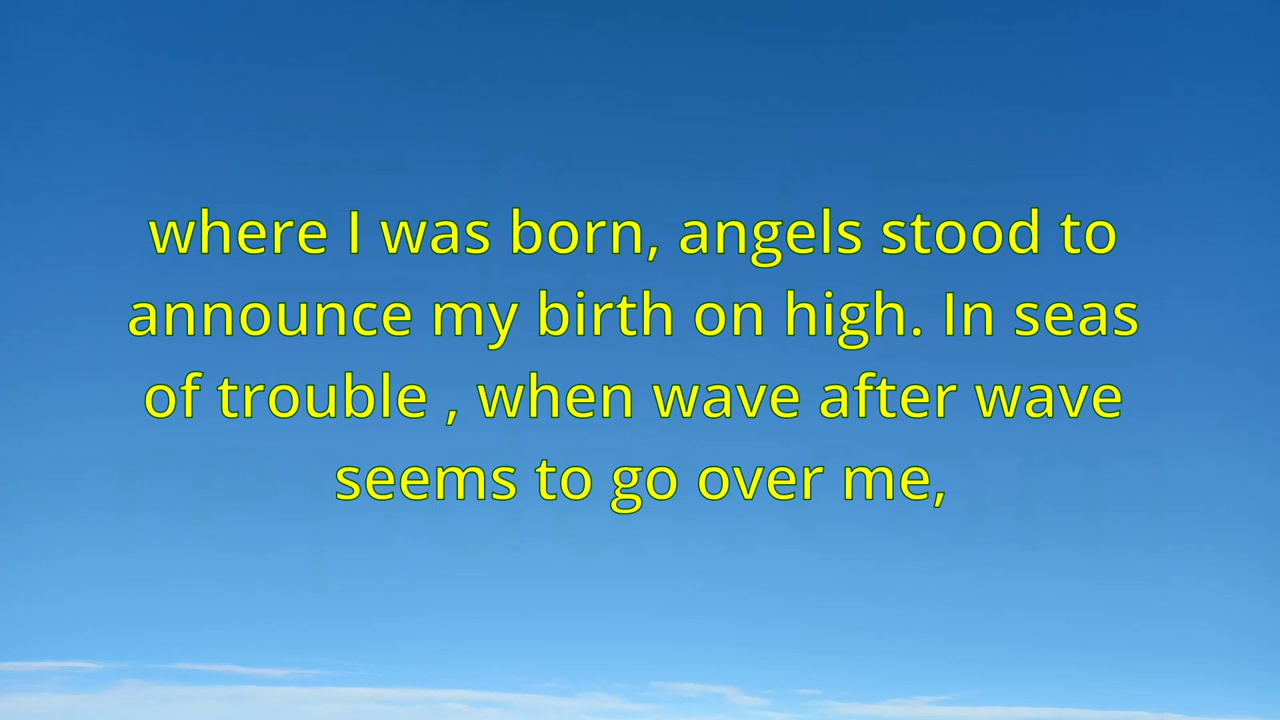 where I was born, angels stood to
announce my birth on high. In seas
of trouble , when wave after wave
seems to go over me,